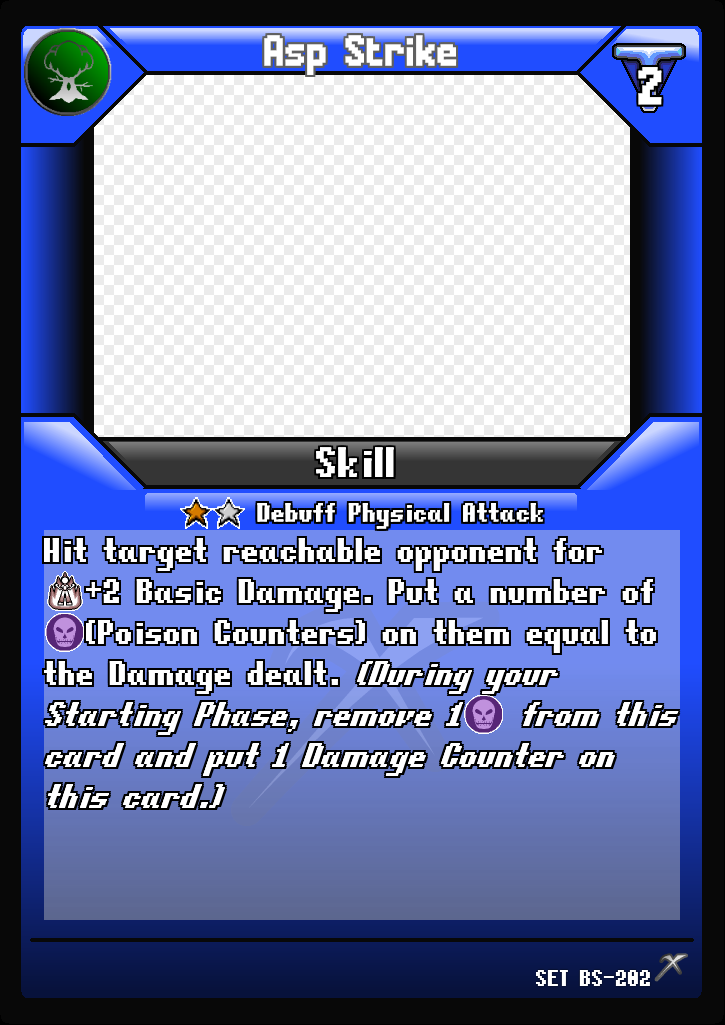 Asp Strike
2
Skill
Debuff Physical Attack
Hit target reachable opponent for
+2 Basic Damage. Put a number of
(Poison Counters) on them equal to
the Damage dealt. (During your
Starting Phase, remove 1 from this
card and put 1 Damage Counter on
this card.)
SET BS-202